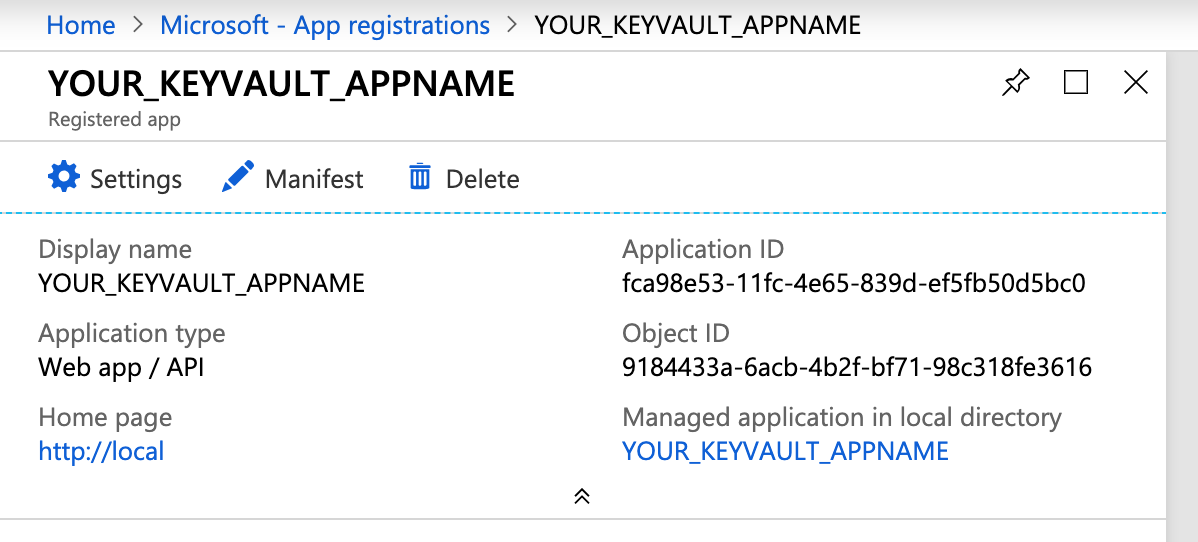 Home > Microsoft - App registrations > YOUR_KEYVAULT_APPNAME
YOUR_KEYVAULT_APPNAME
Registered app
Settings Manifest Delete
Display name
YOUR_KEYVAULT_APPNAME
Application type
Web app / API
Home page
http://local
Application ID
fca98e53-11fc-4e65-839d-ef5fb50d5bc0
Object ID
9184433a-6acb-4b2f-bf71-98c318fe3616
Managed application in local directory
YOUR_KEYVAULT_APPNAME